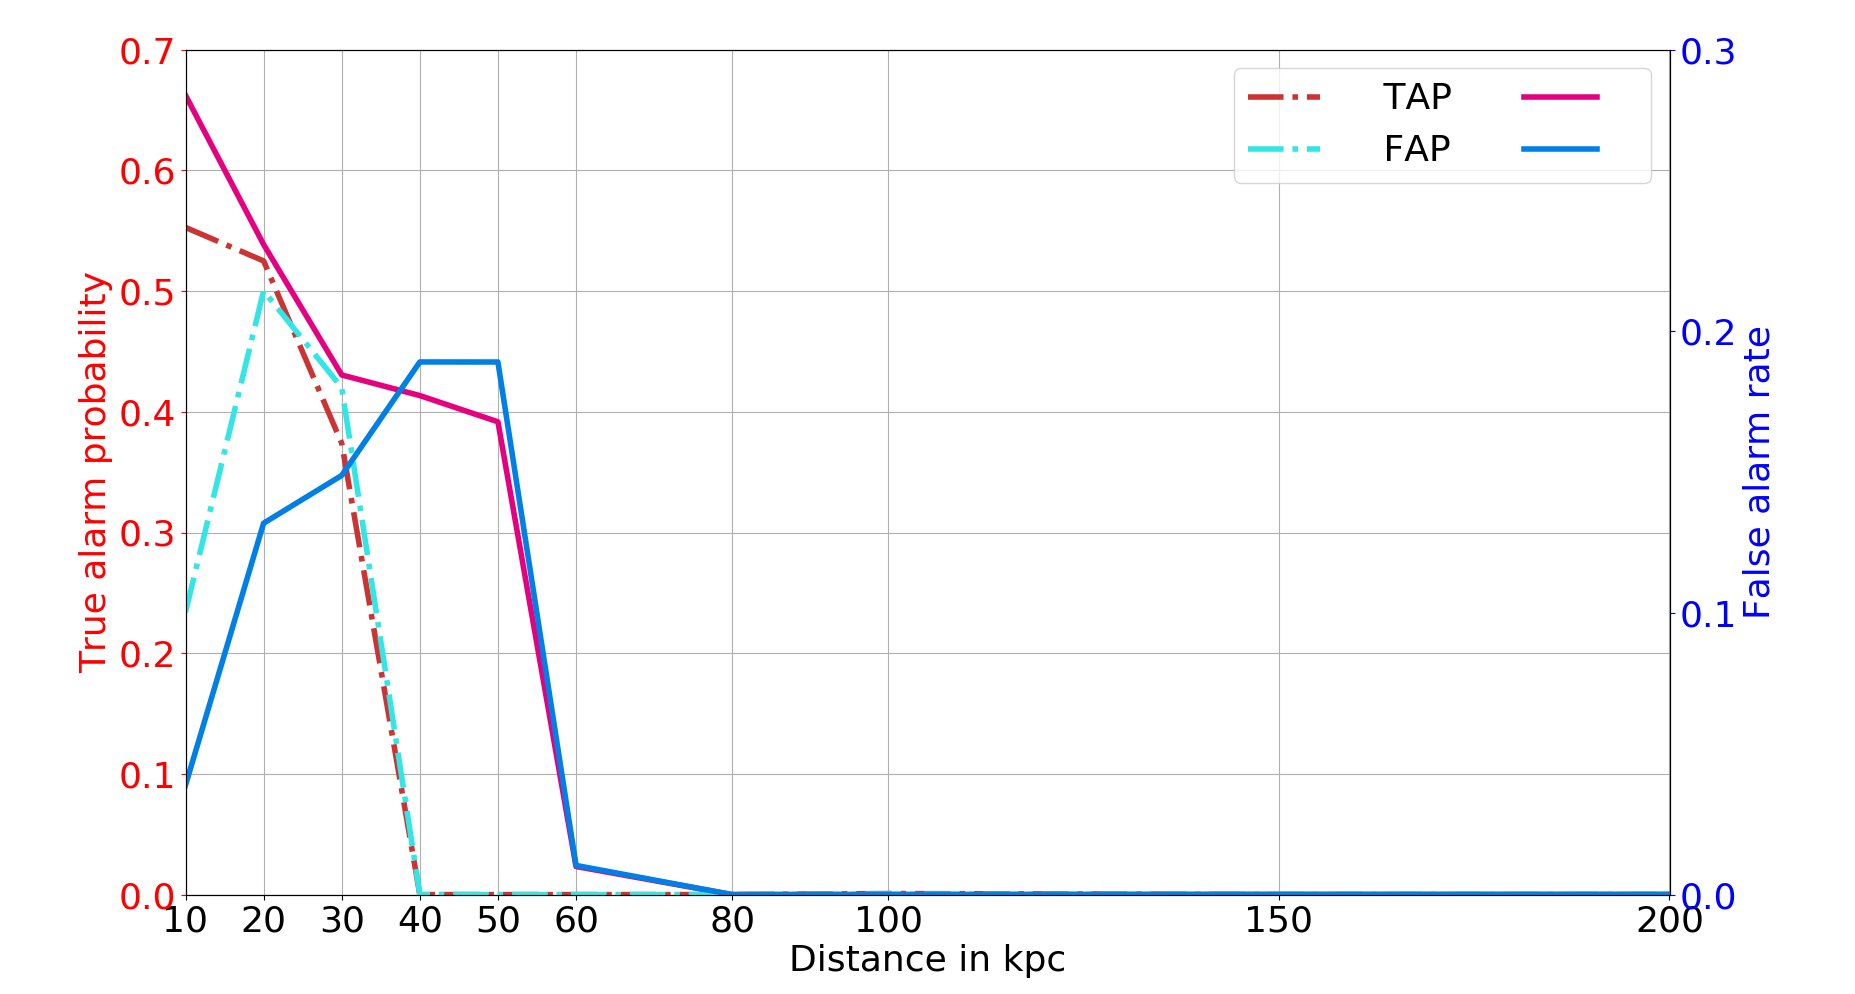 0.7
0.6
0.5
0.4
0.3
0.2
0.1
0.0
True alarm probability
TAP
FAP
0.3
0.2
0.1
0.0
False alarm rate
10 20 30 40 50 60 80 100 150 200
Distance in kpc